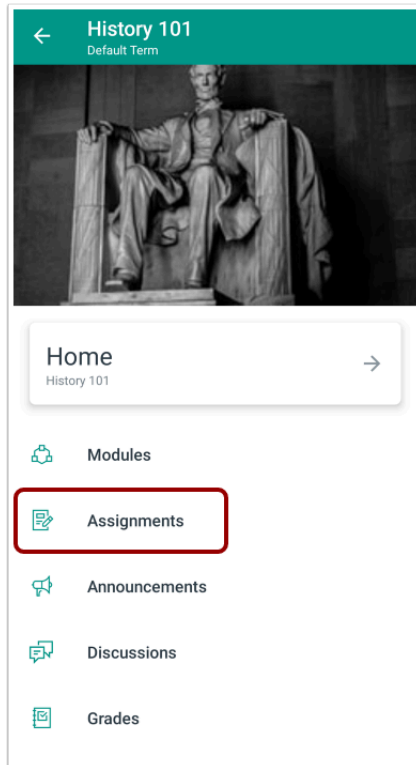 History 101
Default Term
Home
History 101
Modules
Assignments
Announcements
Discussions
Grades